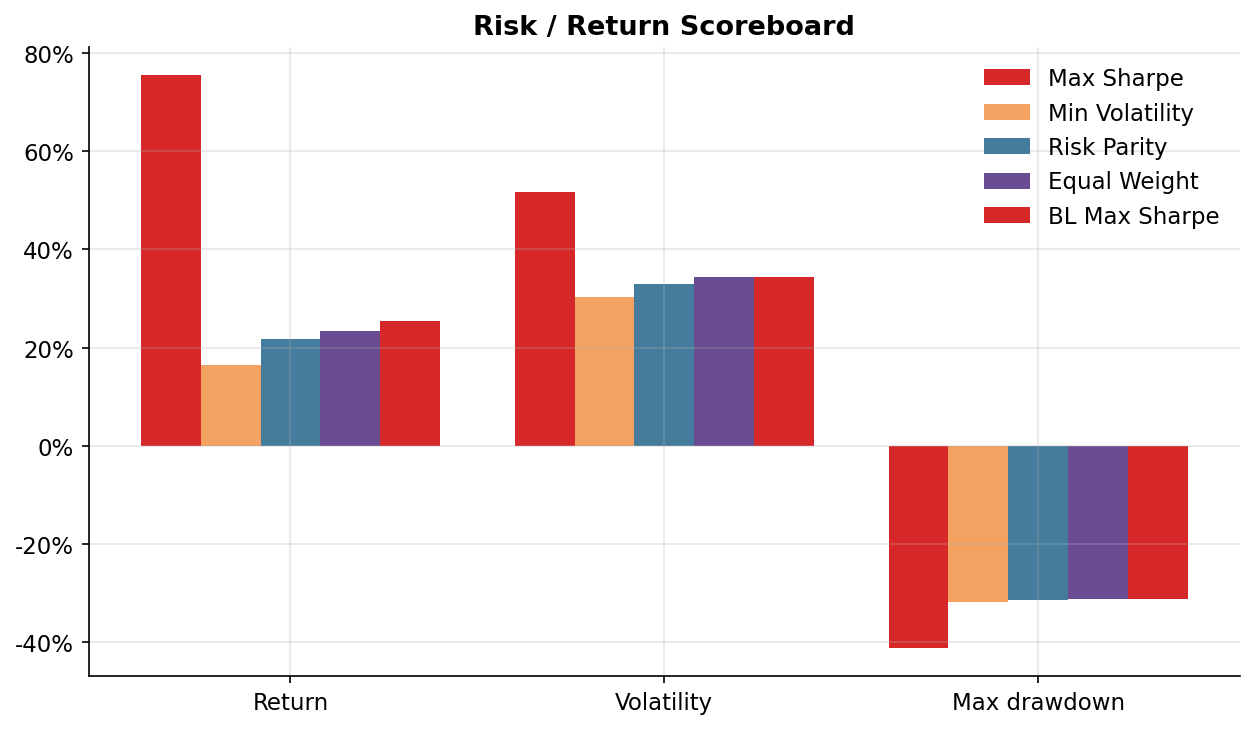 Risk / Return Scoreboard
80%
60%
40%
20%
0%
-20%
-40%
Max Sharpe
Min Volatility
Risk Parity
Equal Weight
BL Max Sharpe
Return
Volatility
Max drawdown